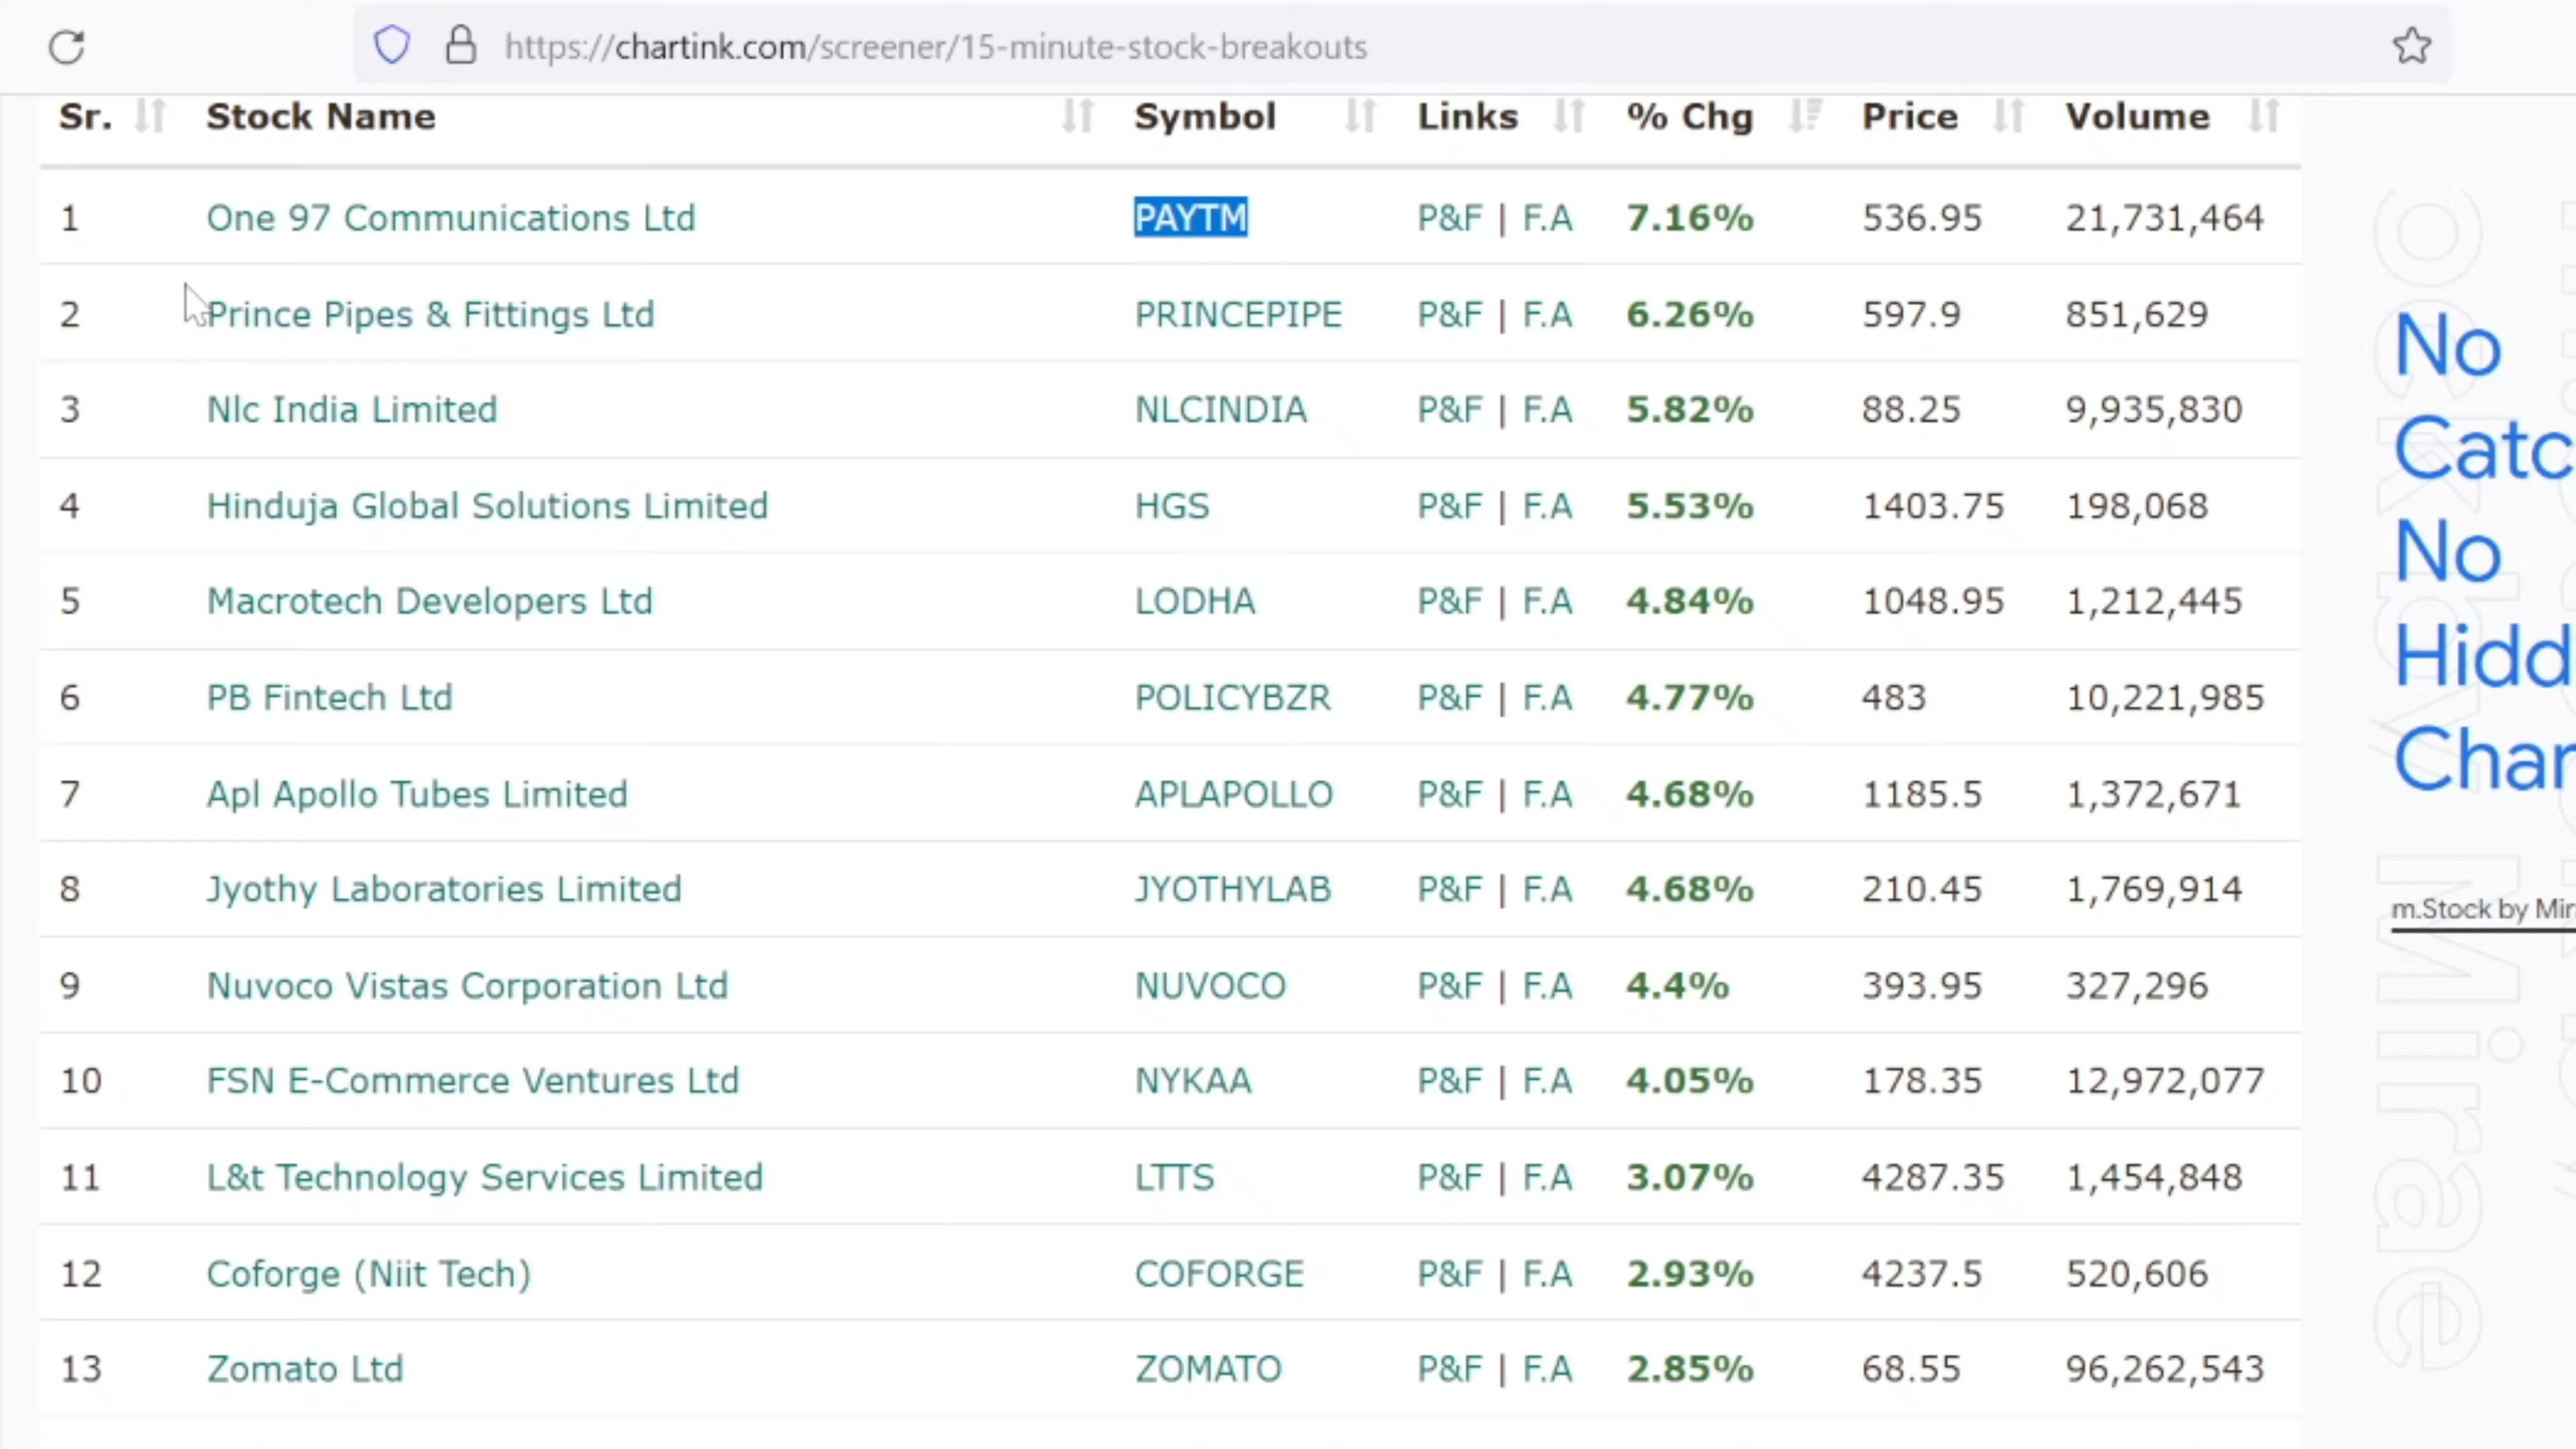 https://chartink.com/screener/15-minute-stock-breakouts
Sr. Stock Name Symbol Links % Chg Price Volume
1 One 97 Communications Ltd PAYTM P&F | F.A 7.16% 536.95 21,731,464
2 Prince Pipes & Fittings Ltd PRINCEPIPE P&F | F.A 6.26% 597.9 851,629
3 Nlc India Limited NLCINDIA P&F | F.A 5.82% 88.25 9,935,830
4 Hinduja Global Solutions Limited HGS P&F | F.A 5.53% 1403.75 198,068
5 Macrotech Developers Ltd LODHA P&F | F.A 4.84% 1048.95 1,212,445
6 PB Fintech Ltd POLICYBZR P&F | F.A 4.77% 483 10,221,985
7 Apl Apollo Tubes Limited APLAPOLLO P&F | F.A 4.68% 1185.5 1,372,671
8 Jyothy Laboratories Limited JYOTHYLAB P&F | F.A 4.68% 210.45 1,769,914
9 Nuvoco Vistas Corporation Ltd NUVOCO P&F | F.A 4.4% 393.95 327,296
10 FSN E-Commerce Ventures Ltd NYKAA P&F | F.A 4.05% 178.35 12,972,077
11 L&t Technology Services Limited LTTS P&F | F.A 3.07% 4287.35 1,454,848
12 Coforge (Niit Tech) COFORGE P&F | F.A 2.93% 4237.5 520,606
13 Zomato Ltd ZOMATO P&F | F.A 2.85% 68.55 96,262,543
No
Catc
No
Hidd
Char
m.Stock by Mir
Mirae